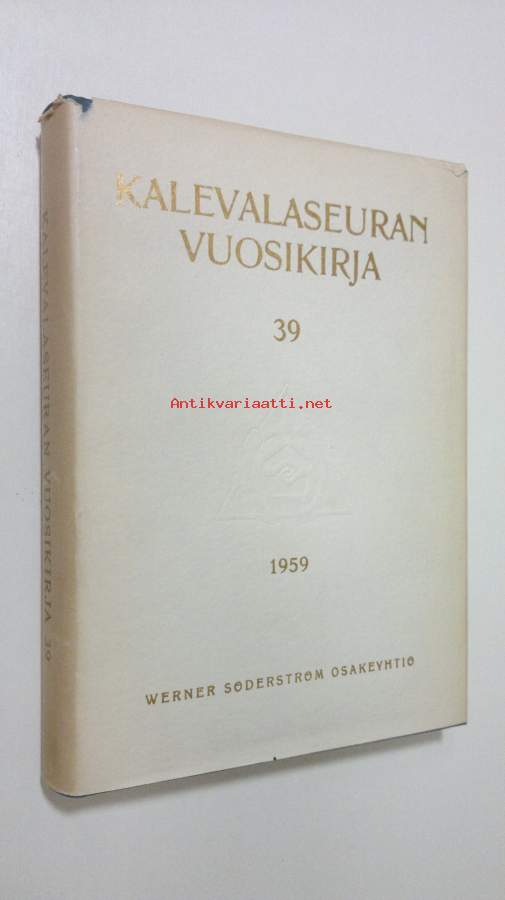 KALEVALASEURAN
VUOSIKIRJA
39
Antikvariaatti.net
1959
WERNER SÖDERSTRÖM OSAKEYHTIÖ
KALEVALASEURAN VUOSIKIRJA 39